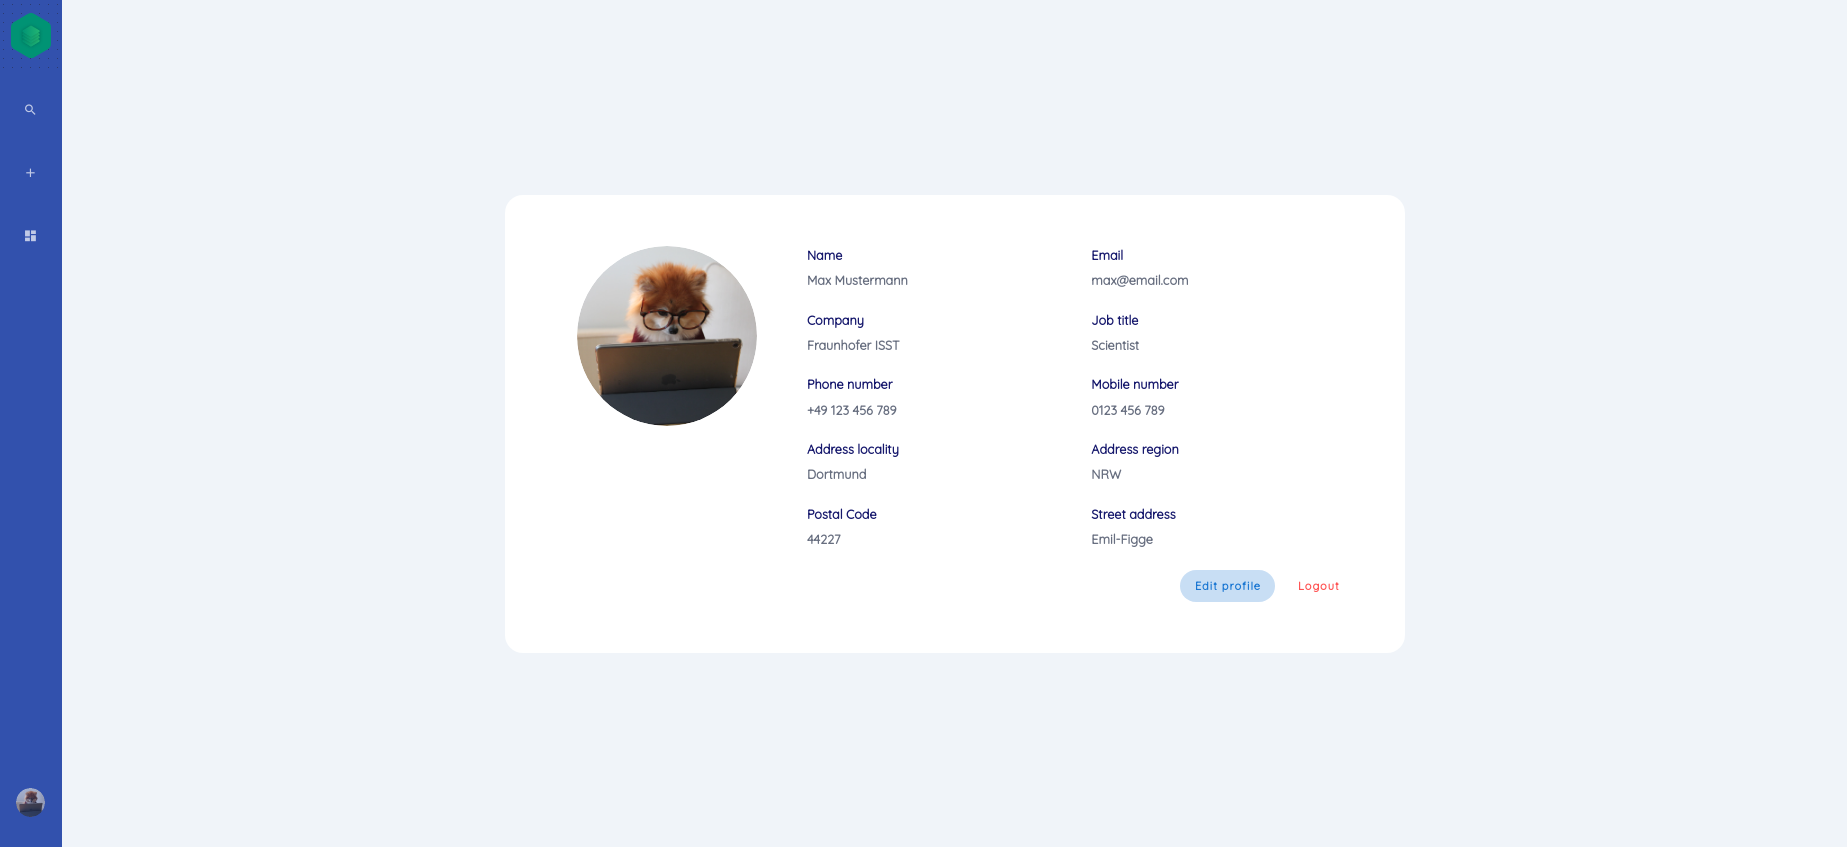 Name
Max Mustermann
Email
max@email.com
Company
Fraunhofer ISST
Job title
Scientist
Phone number
+49 123 456 789
Mobile number
0123 456 789
Address locality
Dortmund
Address region
NRW
Postal Code
44227
Street address
Emil-Figge
Edit profile
Logout